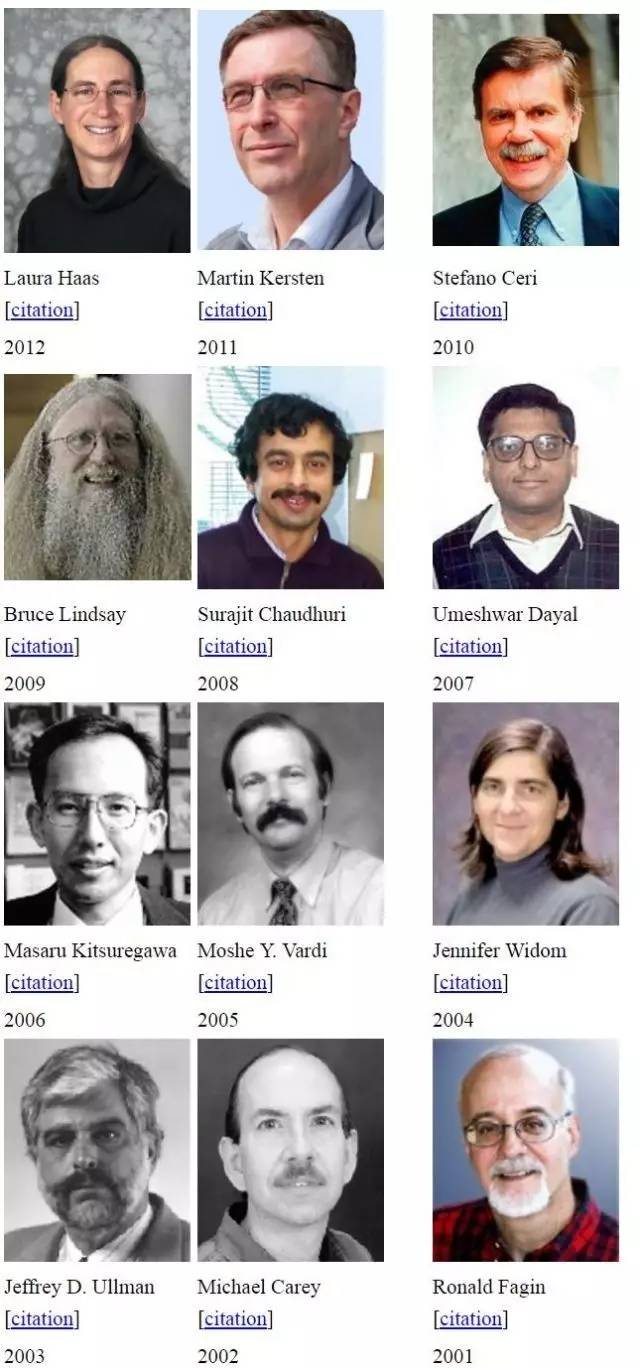 Laura Haas
Martin Kersten
Stefano Ceri
[citation]
[citation]
[citation]
2012
2011
2010
Bruce Lindsay
Surajit Chaudhuri
Umeshwar Dayal
[citation]
[citation]
[citation]
2009
2008
2007
Masaru Kitsuregawa
Moshe Y. Vardi
Jennifer Widom
[citation]
[citation]
[citation]
2006
2005
2004
Jeffrey D. Ullman
Michael Carey
Ronald Fagin
[citation]
[citation]
[citation]
2003
2002
2001